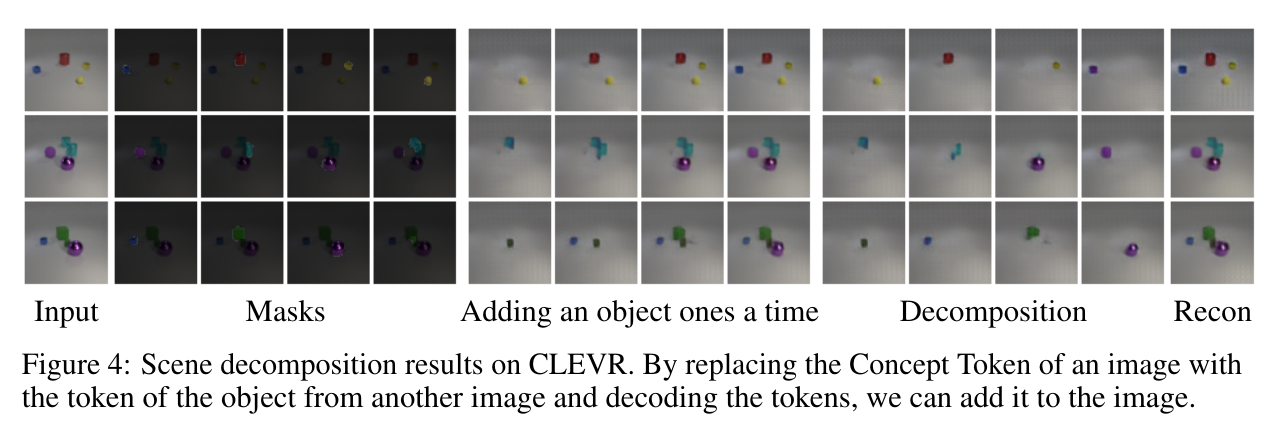 Input Masks Adding an object ones a time Decomposition Recon
Figure 4: Scene decomposition results on CLEVR. By replacing the Concept Token of an image with
the token of the object from another image and decoding the tokens, we can add it to the image.